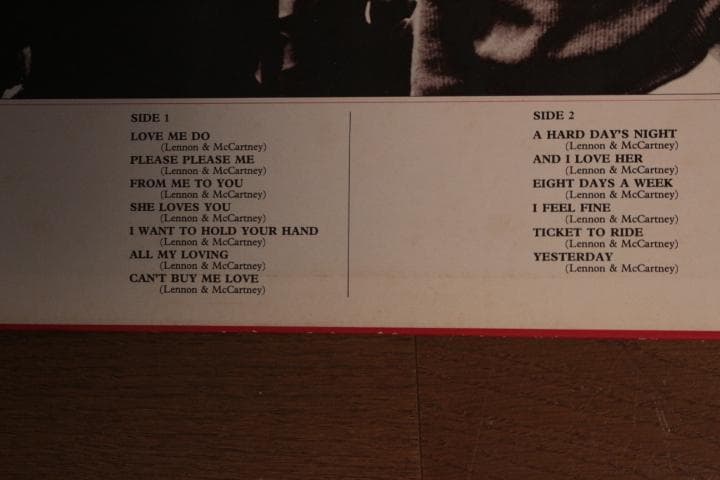 SIDE 1
LOVE ME DO
(Lennon & McCartney)
PLEASE PLEASE ME
(Lennon & McCartney)
FROM ME TO YOU
(Lennon & McCartney)
SHE LOVES YOU
(Lennon & McCartney)
I WANT TO HOLD YOUR HAND
(Lennon & McCartney)
ALL MY LOVING
(Lennon & McCartney)
CAN'T BUY ME LOVE
(Lennon & McCartney)
SIDE 2
A HARD DAY'S NIGHT
(Lennon & McCartney)
AND I LOVE HER
(Lennon & McCartney)
EIGHT DAYS A WEEK
(Lennon & McCartney)
I FEEL FINE
(Lennon & McCartney)
TICKET TO RIDE
(Lennon & McCartney)
YESTERDAY
(Lennon & McCartney)